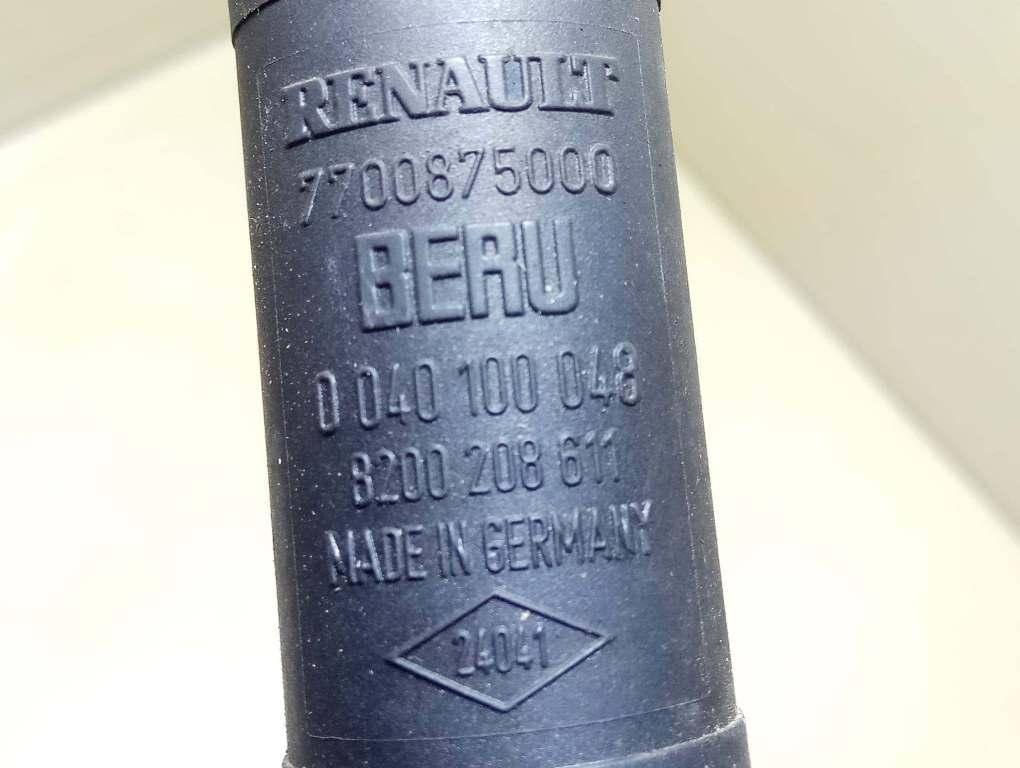 RENAULT
7700875000
BERU
0 040 100 048
8200 208 611
MADE IN GERMANY
24041